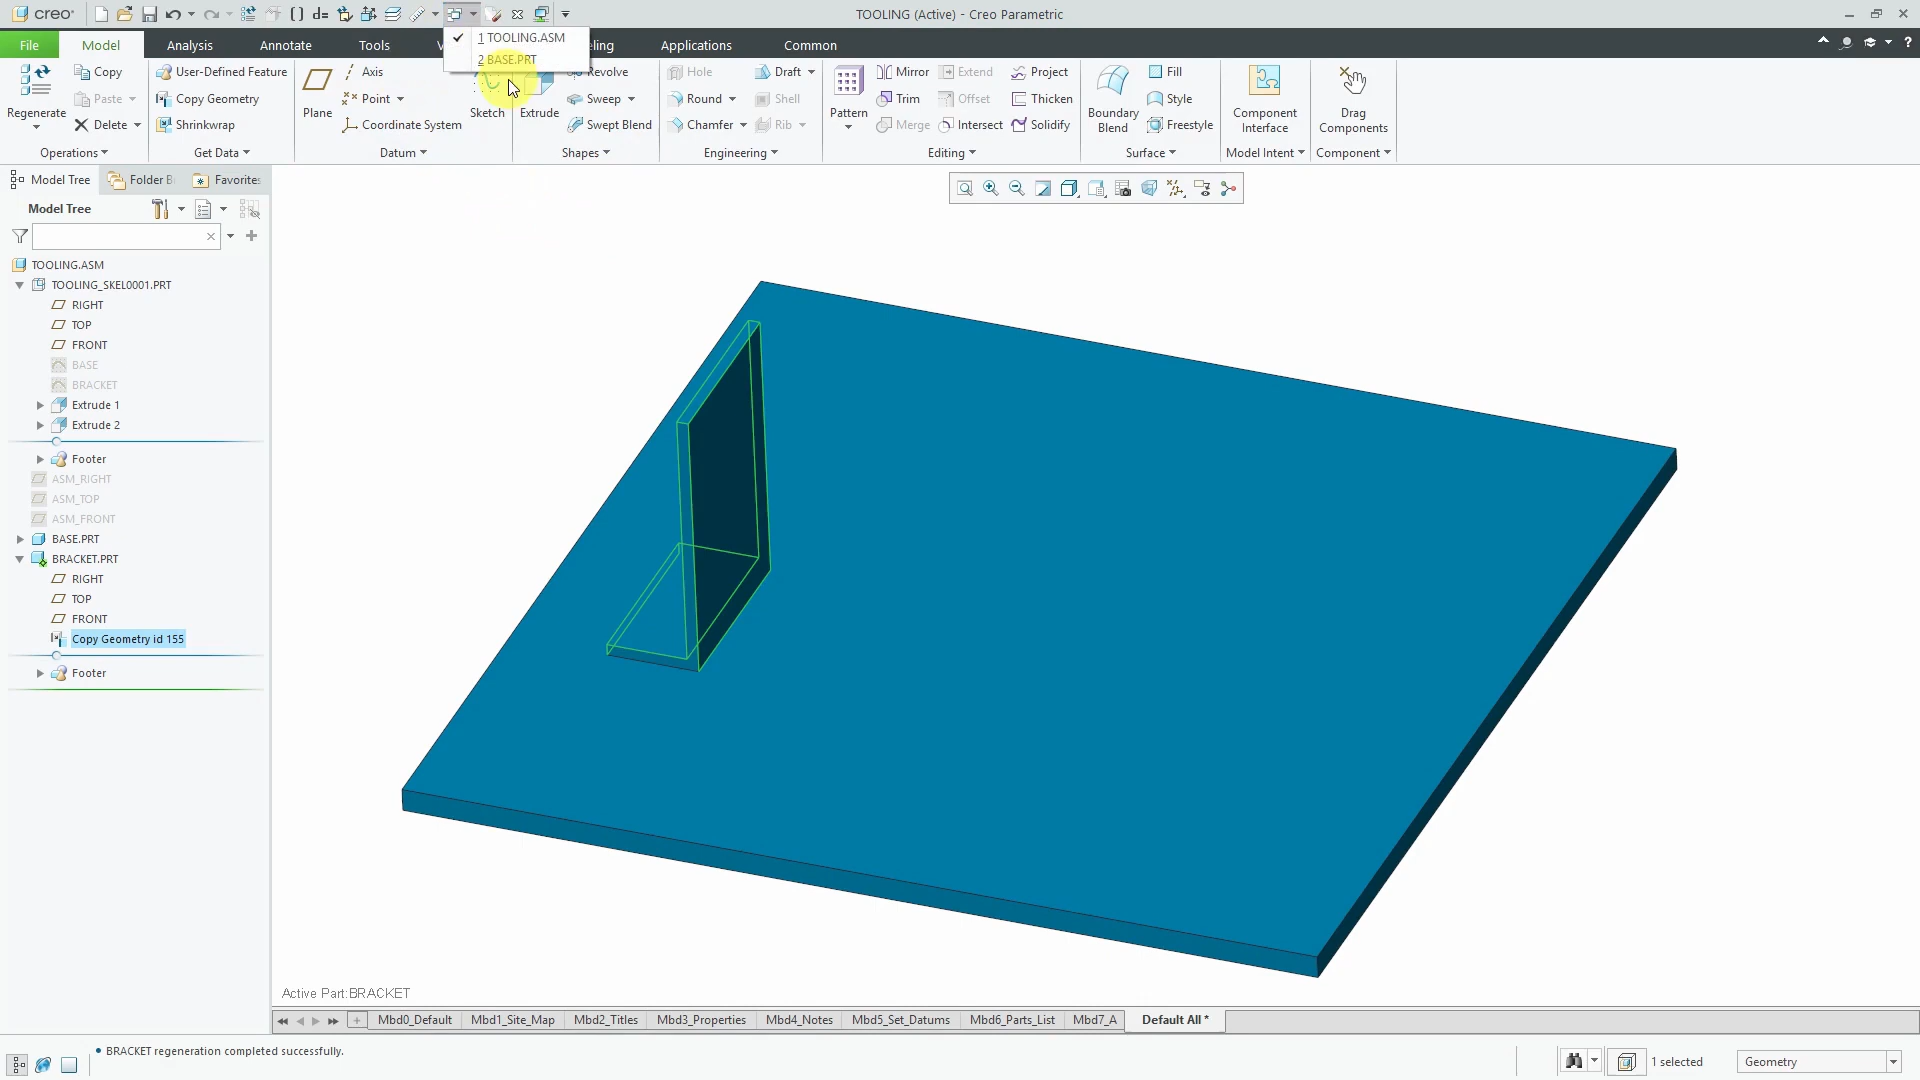 creo
TOOLING (Active) - Creo Parametric
1 TOOLING.ASM
2 BASE.PRT
File
Model
Analysis
Annotate
Tools
V
eling
Applications
Common
Regenerate
Copy
Paste
Delete
Operations
User-Defined Feature
Copy Geometry
Shrinkwrap
Get Data
Plane
Axis
Point
Coordinate System
Sketch
Datum
Extrude
Revolve
Sweep
Swept Blend
Shapes
Hole
Round
Chamfer
Draft
Shell
Rib
Engineering
Pattern
Mirror
Trim
Merge
Extend
Offset
Intersect
Project
Thicken
Solidify
Editing
Boundary
Blend
Fill
Style
Freestyle
Surface
Component
Interface
Model Intent
Drag
Components
Component
Model Tree
Folder B
Favorites
Model Tree
TOOLING.ASM
TOOLING_SKEL0001.PRT
RIGHT
TOP
FRONT
BASE
BRACKET
Extrude 1
Extrude 2
Footer
ASM_RIGHT
ASM_TOP
ASM_FRONT
BASE.PRT
BRACKET.PRT
RIGHT
TOP
FRONT
Copy Geometry id 155
Footer
Active Part:BRACKET
Mbd0_Default
Mbd1_Site_Map
Mbd2_Titles
Mbd3_Properties
Mbd4_Notes
Mbd5_Set_Datums
Mbd6_Parts_List
Mbd7_A
Default All *
• BRACKET regeneration completed successfully.
1 selected
Geometry